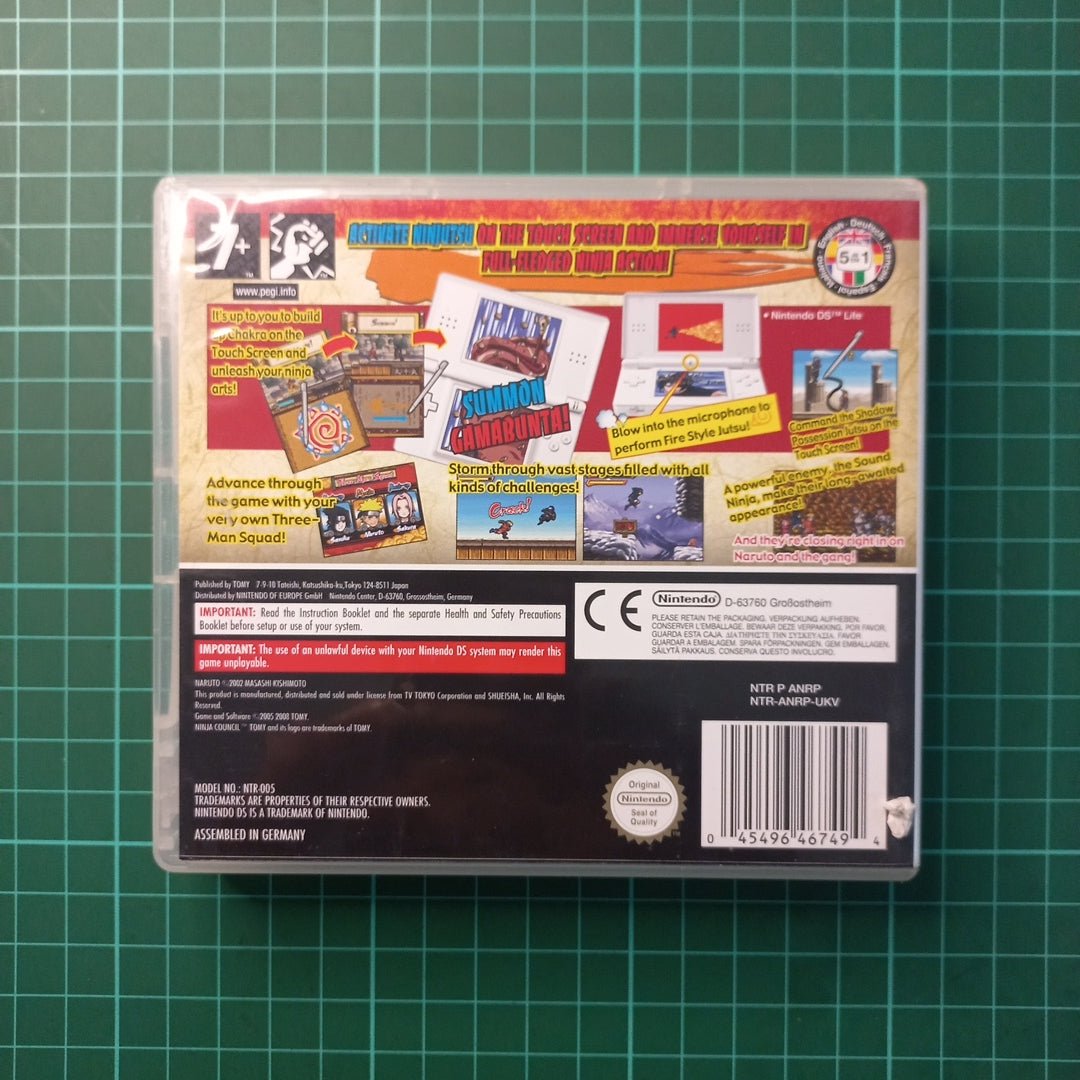 7+
™
www.pegi.info
ACTIVATE NINJUTSU ON THE TOUCH SCREEN AND IMMERSE YOURSELF IN
FULL-FLEDGED NINJA ACTION!
English · Deutsch · Français · Español · Italiano
5 in 1
It's up to you to build
up chakra on the
Touch Screen and
unleash your ninja
arts!
Summon!
SUMMON
GAMABUNTA!
• Nintendo DS™ Lite
Blow into the microphone to
perform Fire Style Jutsu!
Command the Shadow
Possession Jutsu on the
Touch Screen!
Advance through
the game with your
very own Three-
Man Squad!
Sasuke
Naruto
Sakura
Storm through vast stages filled with all
kinds of challenges!
Crack!
A powerful enemy, the Sound
Ninja, make their long-awaited
appearance!
And they're closing right in on
Naruto and the gang!
Published by TOMY 7-9-10 Tateishi, Katsushika-ku,Tokyo 124-8511 Japan
Distributed by NINTENDO OF EUROPE GmbH Nintendo Center, D-63760, Grossostheim, Germany
IMPORTANT: Read the Instruction Booklet and the separate Health and Safety Precautions
Booklet before setup or use of your system.
IMPORTANT: The use of an unlawful device with your Nintendo DS system may render this
game unplayable.
NARUTO ©2002 MASASHI KISHIMOTO
This product is manufactured, distributed and sold under license from TV TOKYO Corporation and SHUEISHA, Inc. All Rights
Reserved.
Game and Software ©2005 2008 TOMY.
NINJA COUNCIL™ TOMY and its logo are trademarks of TOMY.
MODEL NO.: NTR-005
TRADEMARKS ARE PROPERTIES OF THEIR RESPECTIVE OWNERS.
NINTENDO DS IS A TRADEMARK OF NINTENDO.
ASSEMBLED IN GERMANY
CE
Nintendo® D-63760 Großostheim
PLEASE RETAIN THE PACKAGING. VERPACKUNG AUFHEBEN.
CONSERVER L'EMBALLAGE. BEWAAR DEZE VERPAKKING. POR FAVOR,
GUARDA ESTA CAJA. ΔΙΑΤΗΡΗΣΤΕ ΤΗΝ ΣΥΣΚΕΥΑΣΙΑ. FAVOR
GUARDAR A EMBALAGEM. SPARA FÖRPACKNINGEN. GEM EMBALLAGEN.
SÄILYTÄ PAKKAUS. CONSERVA QUESTO INVOLUCRO.
NTR P ANRP
NTR-ANRP-UKV
Original
Nintendo
Seal of
Quality
™
0 45496 46749 4